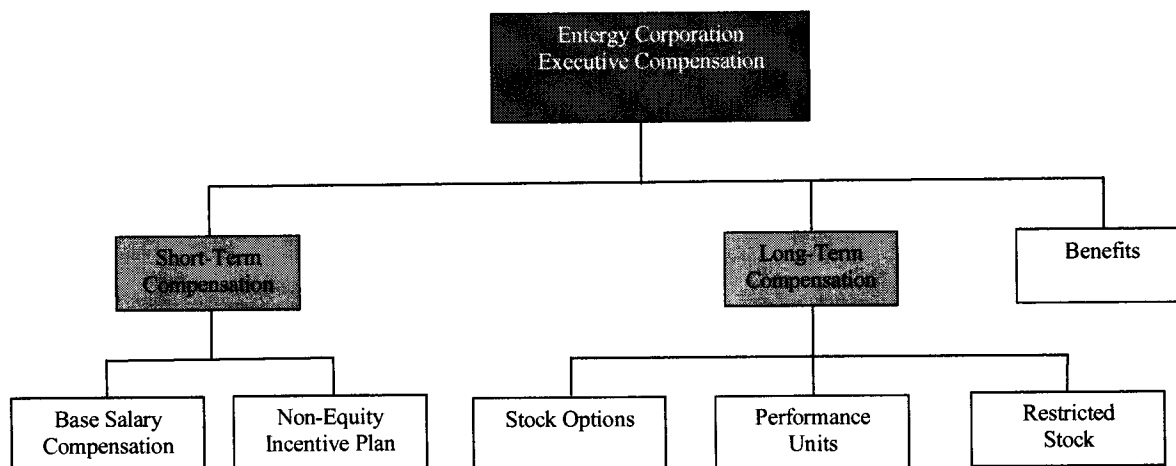 Entergy Corporation
Executive Compensation
Short-Term
Compensation
Long-Term
Compensation
Benefits
Base Salary
Compensation
Non-Equity
Incentive Plan
Stock Options
Performance
Units
Restricted
Stock